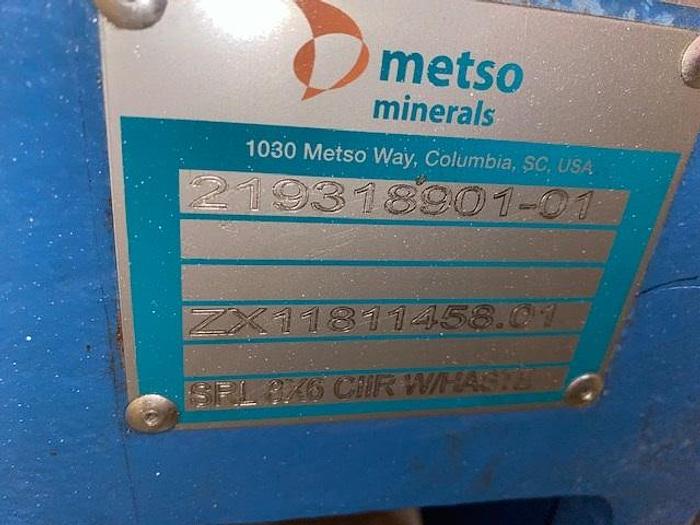 metso
minerals
1030 Metso Way, Columbia, SC, USA
219318901-01
ZX11811458.01
SRL 8X6 CIIR W/HASTE